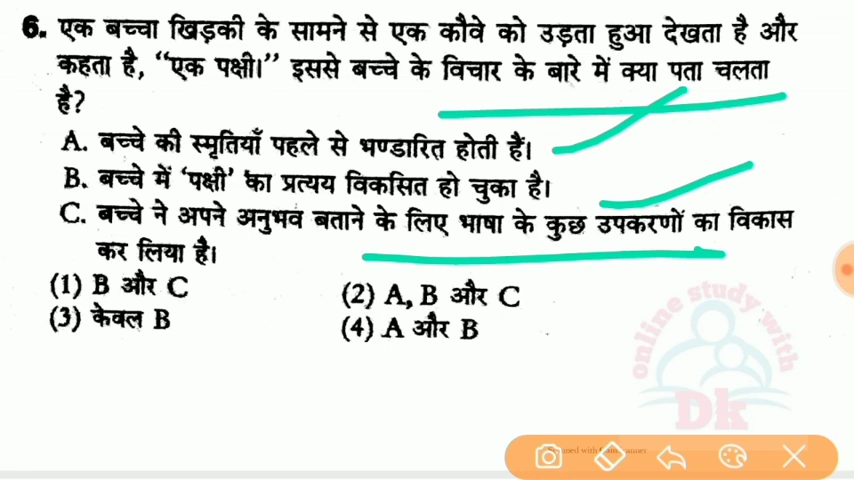 6. एक बच्चा खिड़की के सामने से एक कौवे को उड़ता हुआ देखता है और
कहता है, “एक पक्षी।” इससे बच्चे के विचार के बारे में क्या पता चलता
है?
A. बच्चे की स्मृतियाँ पहले से भण्डारित होती हैं।
B. बच्चे में ‘पक्षी’ का प्रत्यय विकसित हो चुका है।
C. बच्चे ने अपने अनुभव बताने के लिए भाषा के कुछ उपकरणों का विकास
कर लिया है।
(1) B और C
(2) A, B और C
(3) केवल B
(4) A और B
online study with
Dk